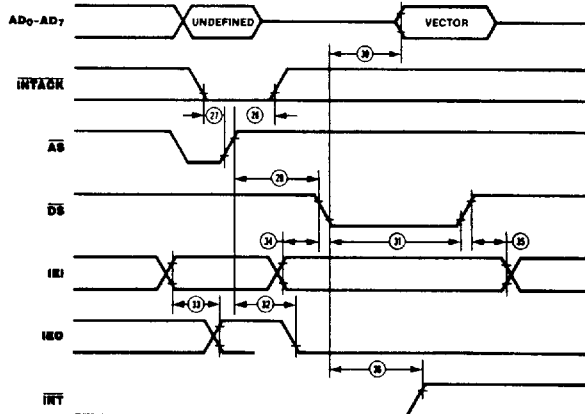 AD0-AD7
UNDEFINED
VECTOR
30
INTACK
27
28
AS
29
DS
34
31
35
IEI
33
32
IEO
36
INT